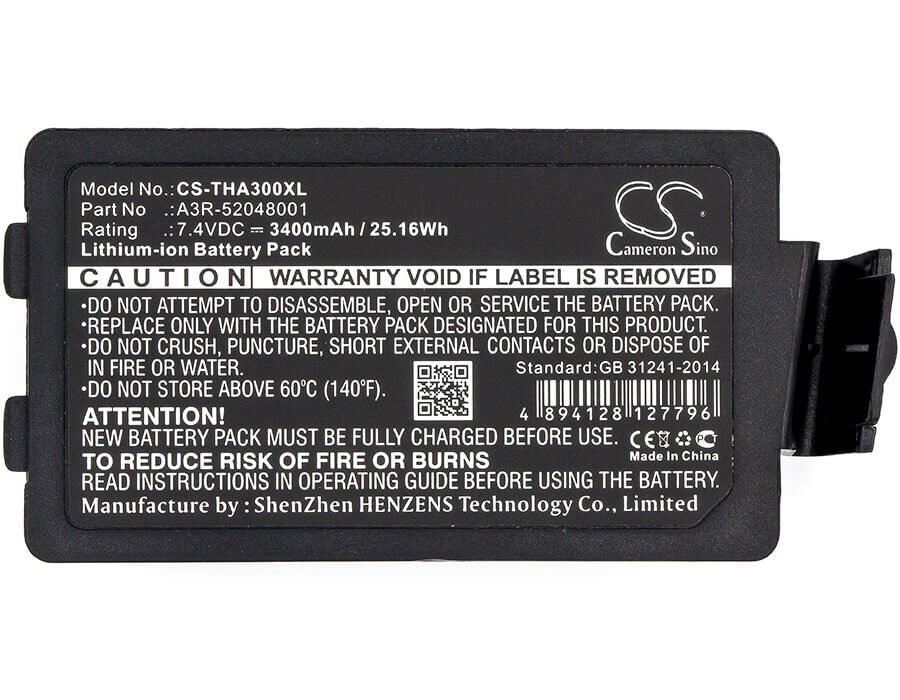 Model No.:CS-THA300XL
Part No .:A3R-52048001
Rating .:7.4VDC ⎓ 3400mAh / 25.16Wh
Lithium-ion Battery Pack
CS
Cameron Sino
CAUTION WARRANTY VOID IF LABEL IS REMOVED
•DO NOT ATTEMPT TO DISASSEMBLE, OPEN OR SERVICE THE BATTERY PACK.
•REPLACE ONLY WITH THE BATTERY PACK DESIGNATED FOR THIS PRODUCT.
•DO NOT CRUSH, PUNCTURE, SHORT EXTERNAL CONTACTS OR DISPOSE OF
IN FIRE OR WATER.
•DO NOT STORE ABOVE 60ºC (140ºF).
Standard:GB 31241-2014
4 894128 127796
ATTENTION!
NEW BATTERY PACK MUST BE FULLY CHARGED BEFORE USE.
TO REDUCE RISK OF FIRE OR BURNS
CE
Made In China
READ INSTRUCTIONS IN OPERATING GUIDE BEFORE USING THE BATTERY.
Manufacture by : ShenZhen HENZENS Technology Co., Limited